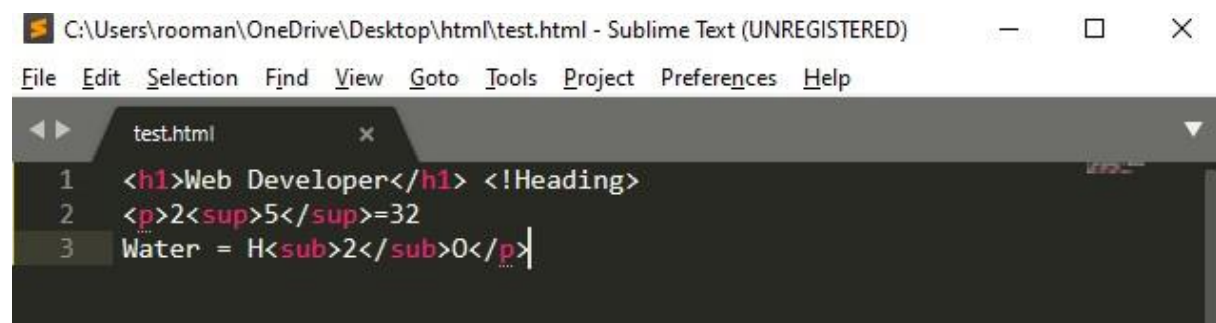 C:\Users\rooman\OneDrive\Desktop\html\test.html - Sublime Text (UNREGISTERED)
File Edit Selection Find View Goto Tools Project Preferences Help
test.html
1 <h1>Web Developer</h1> <!Heading>
2 <p>2<sup>5</sup>=32
3 Water = H<sub>2</sub>O</p>